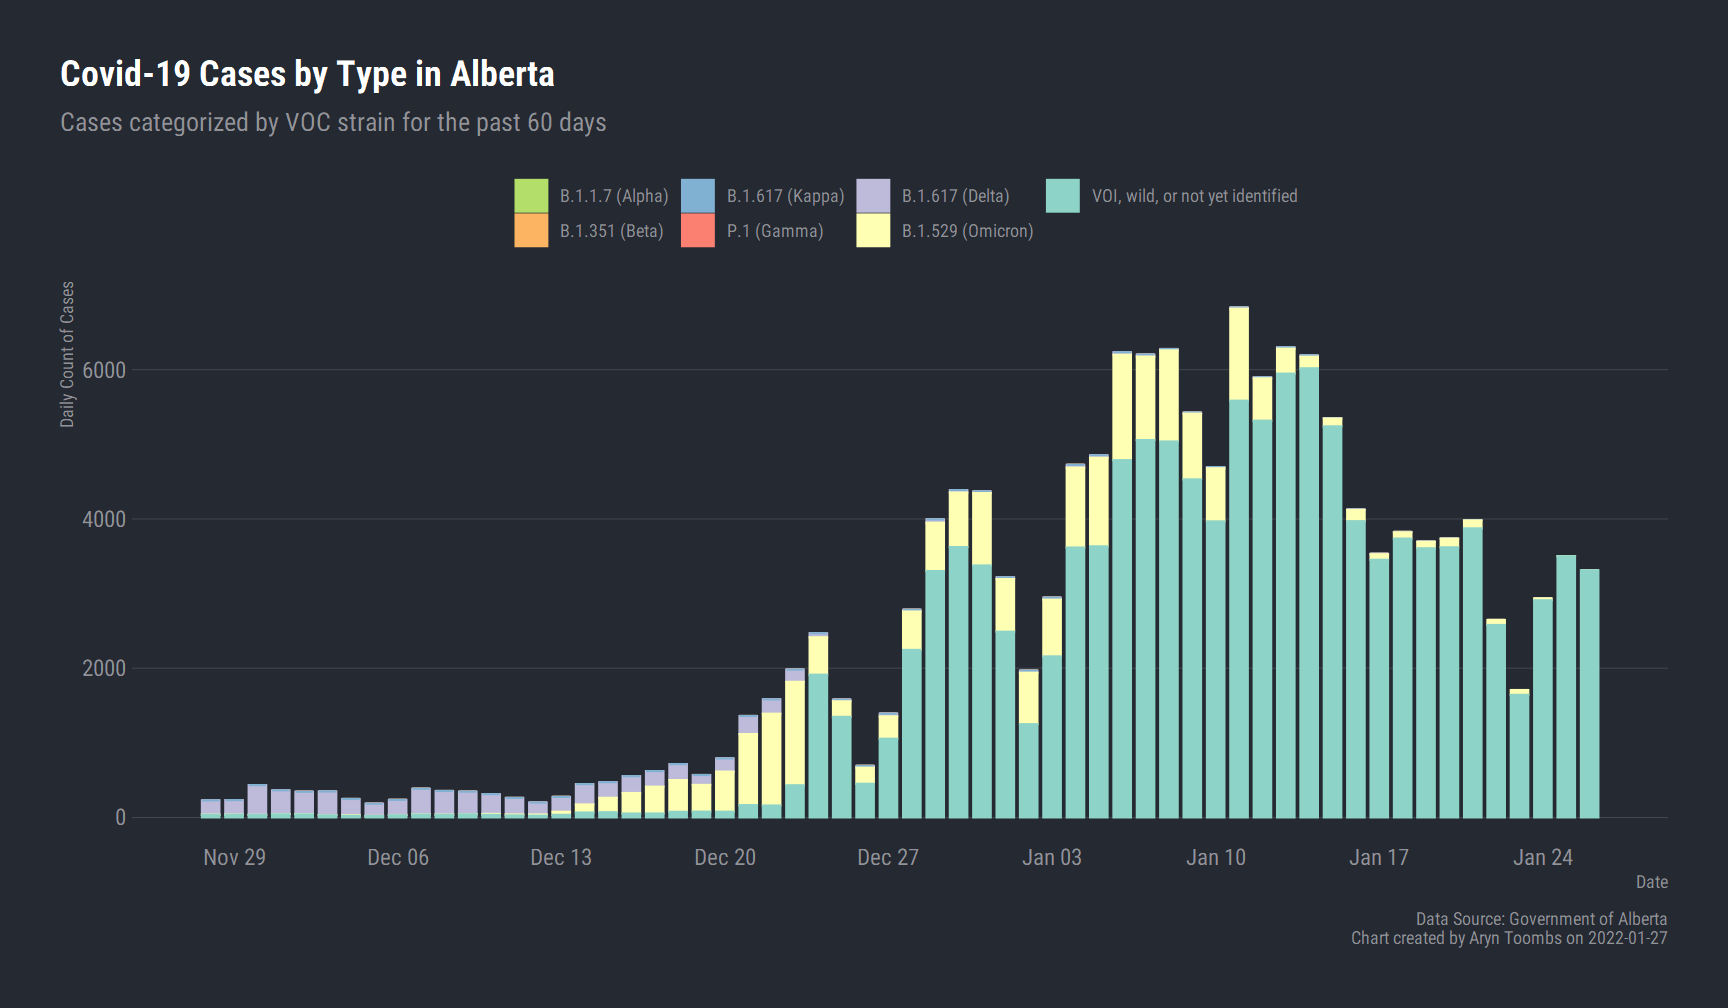 Covid-19 Cases by Type in Alberta
Cases categorized by VOC strain for the past 60 days
B.1.1.7 (Alpha) B.1.617 (Kappa) B.1.617 (Delta) VOI, wild, or not yet identified
B.1.351 (Beta) P.1 (Gamma) B.1.529 (Omicron)
Daily Count of Cases
6000
4000
2000
0
Nov 29 Dec 06 Dec 13 Dec 20 Dec 27 Jan 03 Jan 10 Jan 17 Jan 24
Date
Data Source: Government of Alberta
Chart created by Aryn Toombs on 2022-01-27